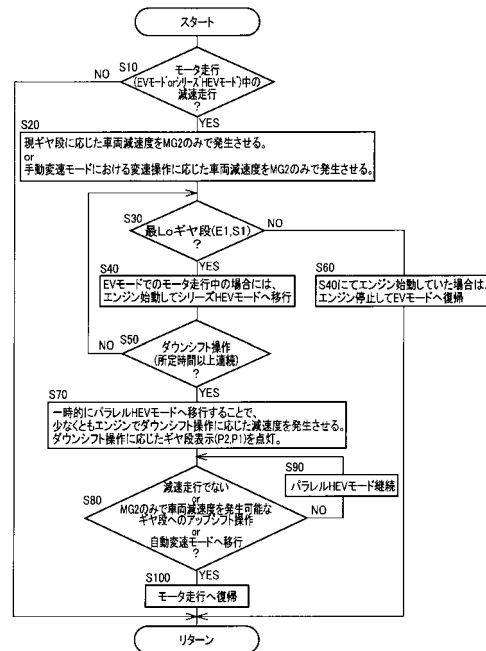 スタート
S10
NO
モータ走行
(EVモードorシリーズHEVモード)中の
減速走行
?
YES
S20
現ギヤ段に応じた車両減速度をMG2のみで発生させる。
or
手動変速モードにおける変速操作に応じた車両減速度をMG2のみで発生させる。
S30
最Loギヤ段(E1,S1)
?
NO
YES
S40
EVモードでのモータ走行中の場合には、
エンジン始動してシリーズHEVモードへ移行
S60
S40にてエンジン始動していた場合は、
エンジン停止してEVモードへ復帰
S50
ダウンシフト操作
(所定時間以上連続)
?
NO
YES
S70
一時的にパラレルHEVモードへ移行することで、
少なくともエンジンでダウンシフト操作に応じた減速度を発生させる。
ダウンシフト操作に応じたギヤ段表示(P2,P1)を点灯。
S80
減速走行でない
or
MG2のみで車両減速度を発生可能な
ギヤ段へのアップシフト操作
or
自動変速モードへ移行
?
NO
S90
パラレルHEVモード継続
YES
S100
モータ走行へ復帰
リターン